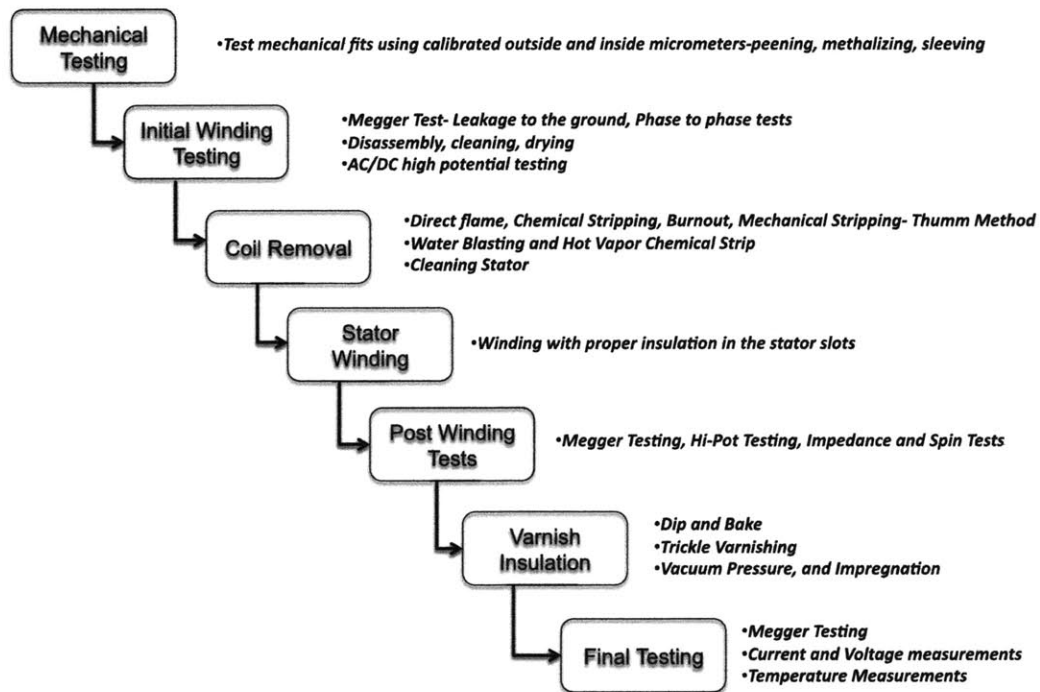 Mechanical
Testing
•Test mechanical fits using calibrated outside and inside micrometers-peening, methalizing, sleeving
Initial Winding
Testing
•Megger Test- Leakage to the ground, Phase to phase tests
•Disassembly, cleaning, drying
•AC/DC high potential testing
Coil Removal
•Direct flame, Chemical Stripping, Burnout, Mechanical Stripping- Thumm Method
•Water Blasting and Hot Vapor Chemical Strip
•Cleaning Stator
Stator
Winding
•Winding with proper insulation in the stator slots
Post Winding
Tests
•Megger Testing, Hi-Pot Testing, Impedance and Spin Tests
Varnish
Insulation
•Dip and Bake
•Trickle Varnishing
•Vacuum Pressure, and Impregnation
Final Testing
•Megger Testing
•Current and Voltage measurements
•Temperature Measurements